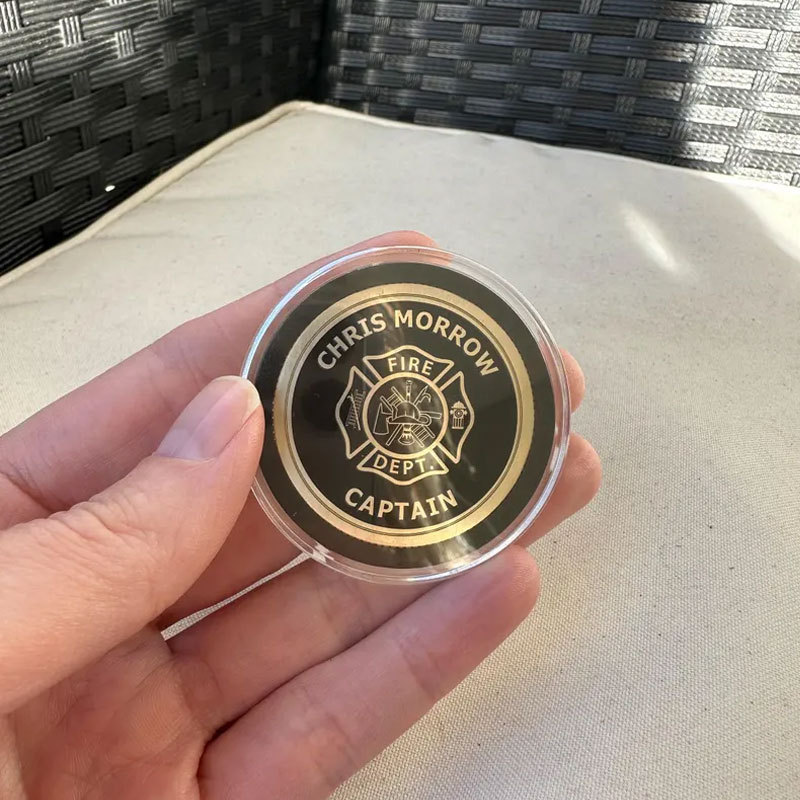 CHRIS MORROW
FIRE
DEPT.
CAPTAIN